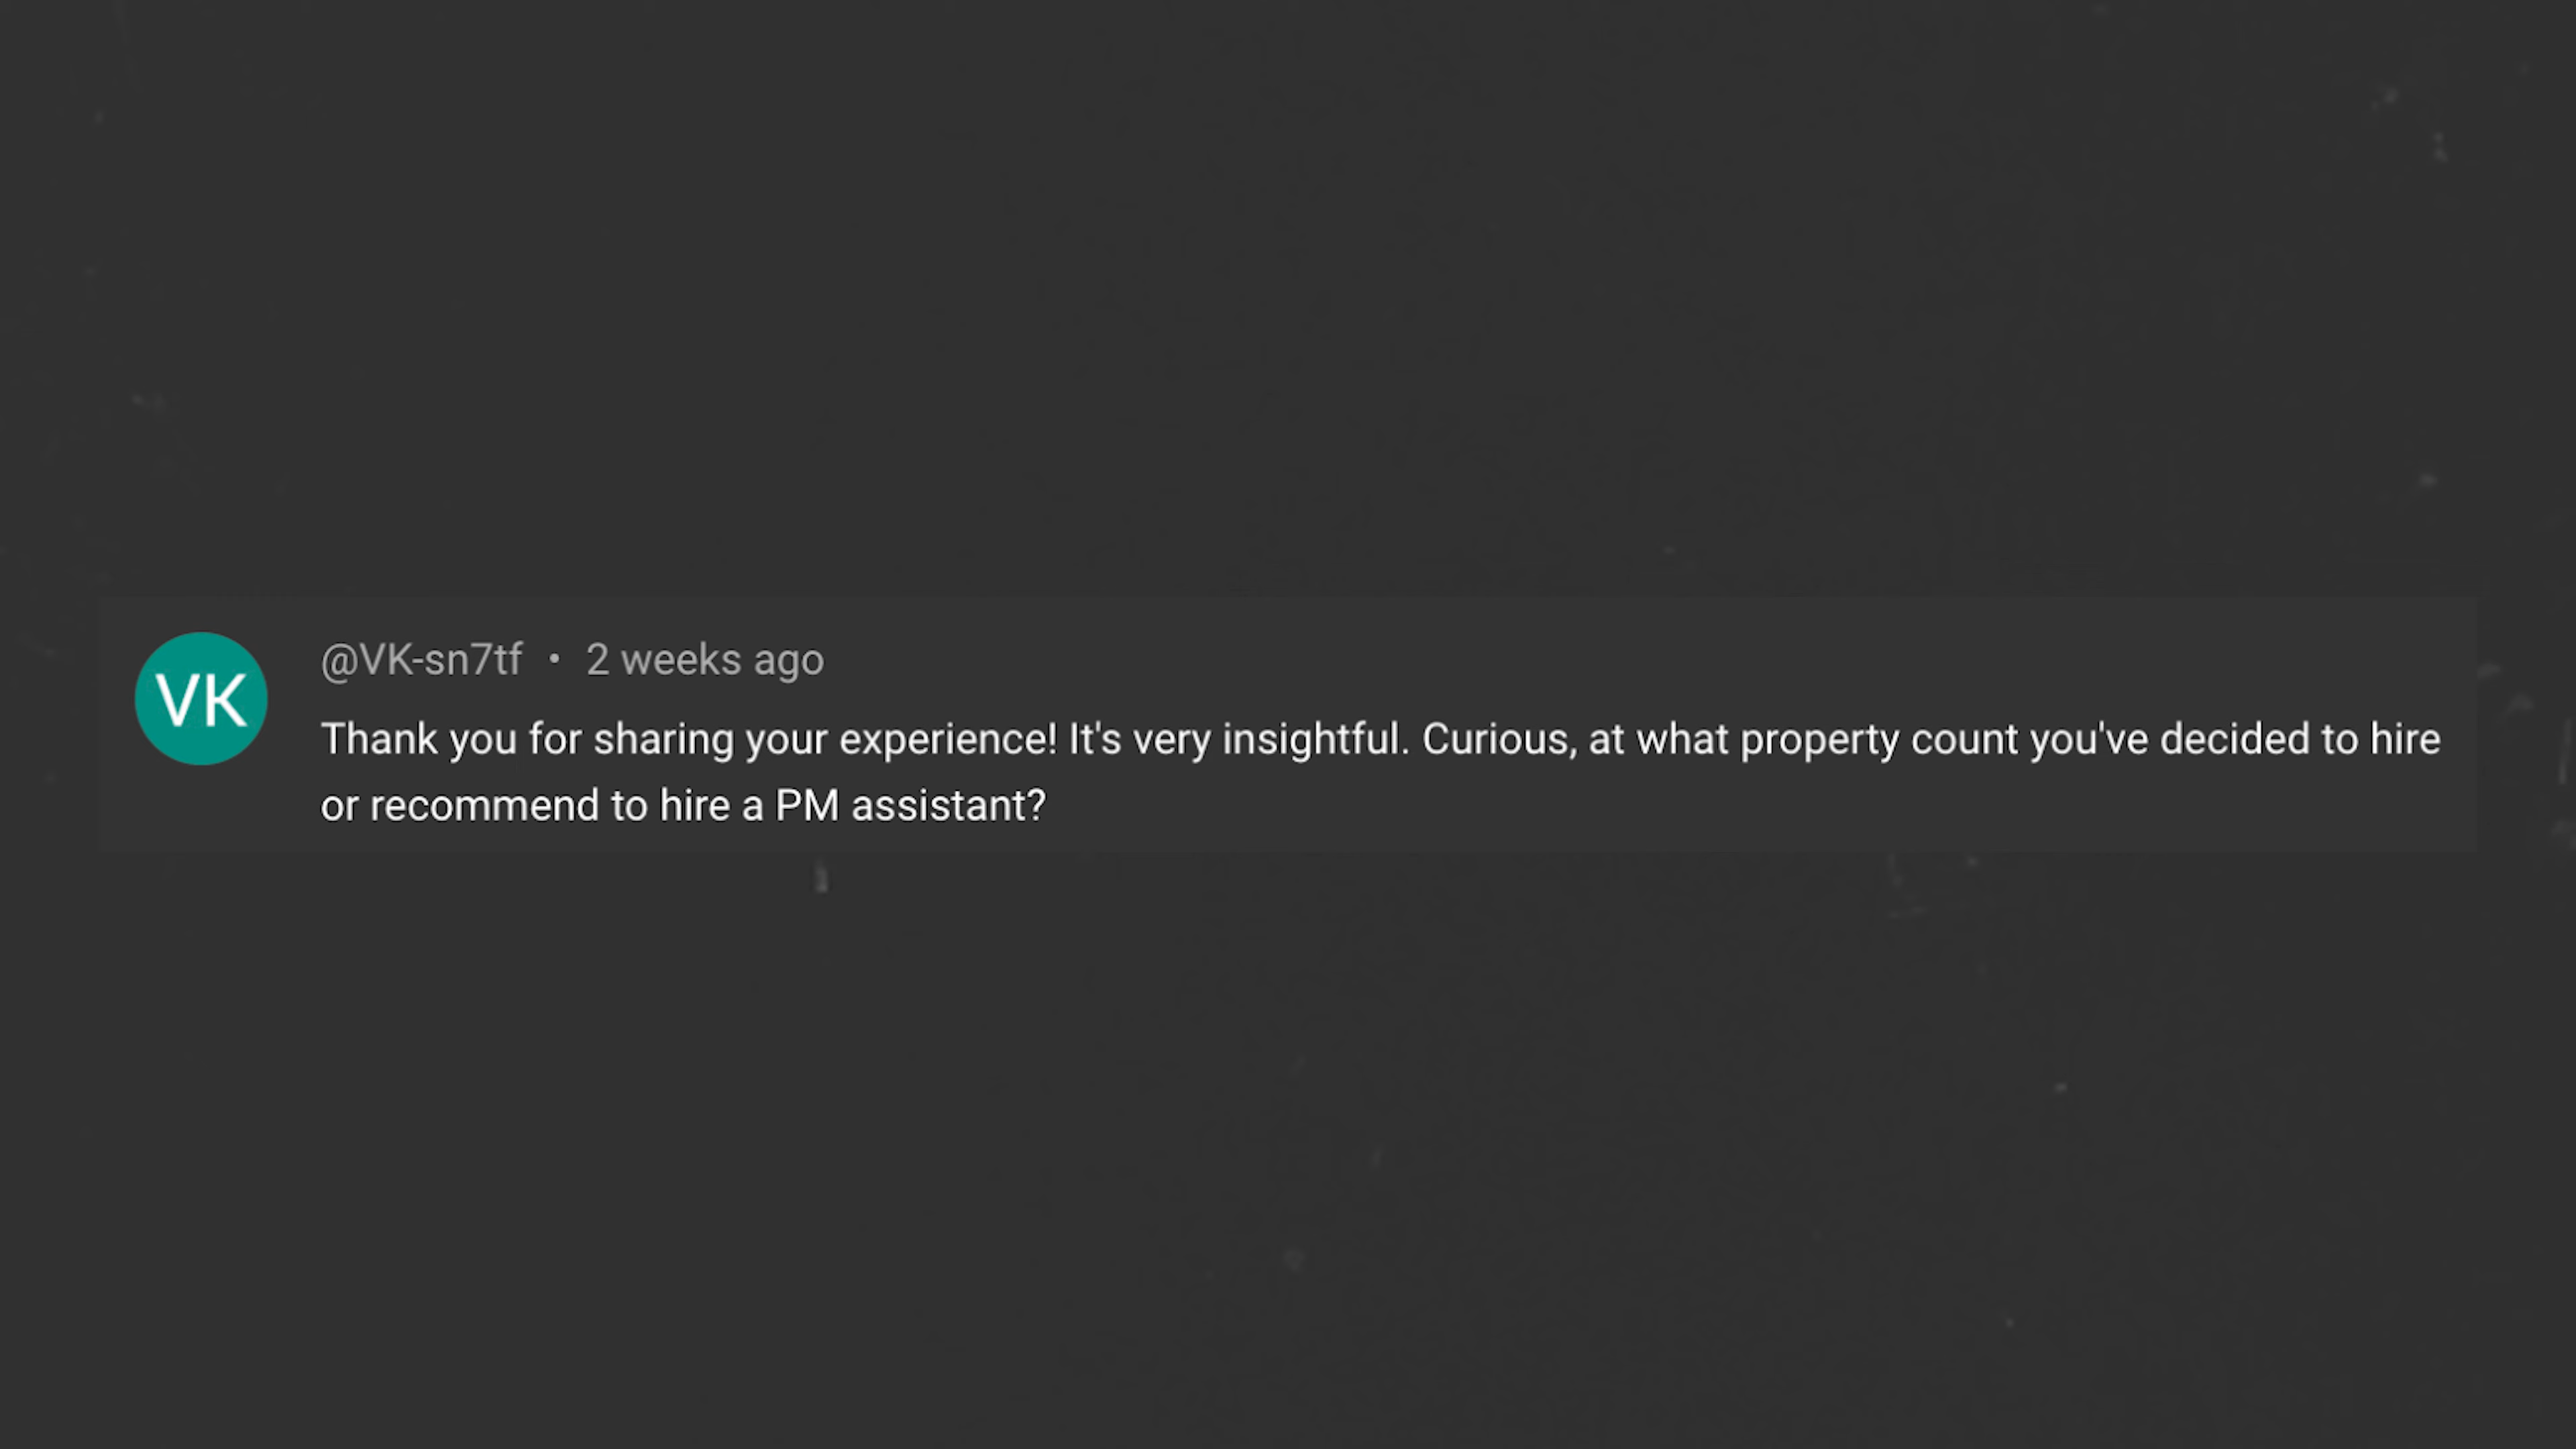 VK
@VK-sn7tf • 2 weeks ago
Thank you for sharing your experience! It's very insightful. Curious, at what property count you've decided to hire
or recommend to hire a PM assistant?